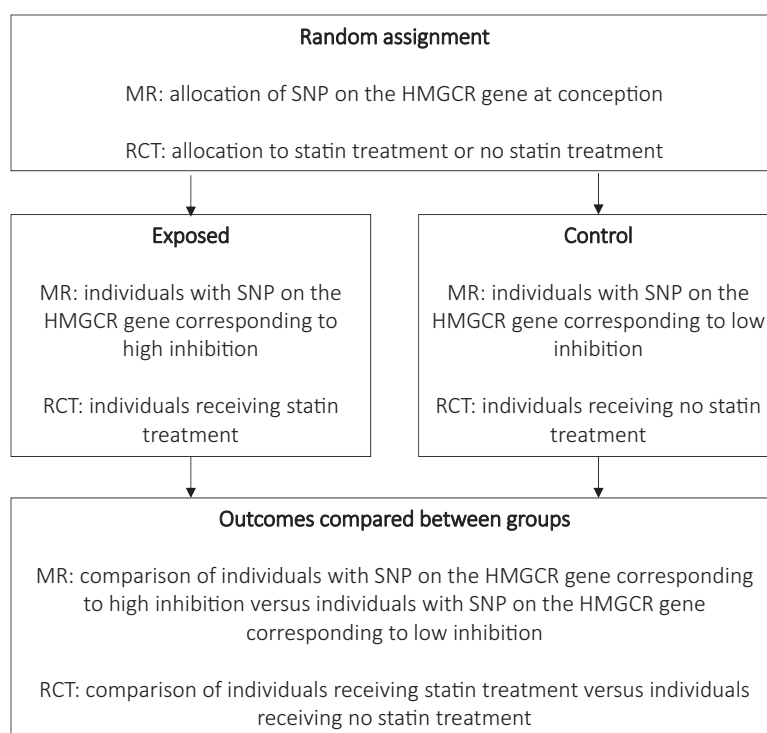 Random assignment
MR: allocation of SNP on the HMGCR gene at conception
RCT: allocation to statin treatment or no statin treatment
Exposed
MR: individuals with SNP on the
HMGCR gene corresponding to
high inhibition
RCT: individuals receiving statin
treatment
Control
MR: individuals with SNP on the
HMGCR gene corresponding to low
inhibition
RCT: individuals receiving no statin
treatment
Outcomes compared between groups
MR: comparison of individuals with SNP on the HMGCR gene corresponding
to high inhibition versus individuals with SNP on the HMGCR gene
corresponding to low inhibition
RCT: comparison of individuals receiving statin treatment versus individuals
receiving no statin treatment